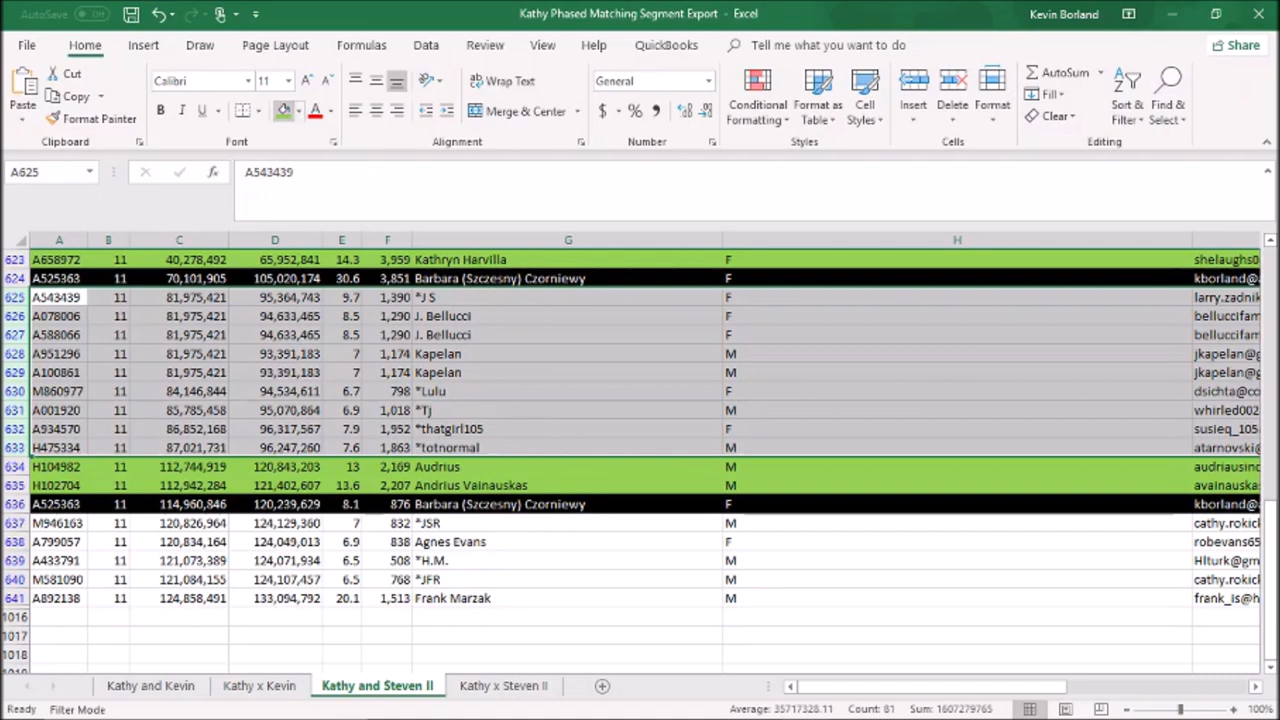 AutoSave Off Kathy Phased Matching Segment Export - Excel Kevin Borland
File Home Insert Draw Page Layout Formulas Data Review View Help QuickBooks Tell me what you want to do Share
Paste Cut Copy Format Painter Calibri 11 A A B I U A Wrap Text Merge & Center General $ % Conditional Formatting Format as Table Cell Styles Insert Delete Format AutoSum Fill Clear Sort & Filter Find & Select
Clipboard Font Alignment Number Styles Cells Editing
A625 fx A543439
A B C D E F G H
623 A658972 11 40,278,492 65,952,841 14.3 3,959 Kathryn Harvilla F shelaughs0
624 A525363 11 70,101,905 105,020,174 30.6 3,851 Barbara (Szczesny) Czorniewy F kborland@
625 A543439 11 81,975,421 95,364,743 9.7 1,390 *J S F larry.zadnik
626 A078006 11 81,975,421 94,633,465 8.5 1,290 J. Bellucci F belluccifam
627 A588066 11 81,975,421 94,633,465 8.5 1,290 J. Bellucci F belluccifam
628 A951296 11 81,975,421 93,391,183 7 1,174 Kapelan M jkapelan@g
629 A100861 11 81,975,421 93,391,183 7 1,174 Kapelan M jkapelan@g
630 M860977 11 84,146,844 94,534,611 6.7 798 *Lulu F dsichta@co
631 A001920 11 85,785,458 95,070,864 6.9 1,018 *Tj M whirled002
632 A934570 11 86,852,168 96,317,567 7.9 1,952 *thatgirl105 F susieq_105
633 H475334 11 87,021,731 96,247,260 7.6 1,863 *totnormal M atarnovski@
634 H104982 11 112,744,919 120,843,203 13 2,169 Audrius M audriausind
635 H102704 11 112,942,284 121,402,607 13.6 2,207 Andrius Vainauskas M avainauskas
636 A525363 11 114,960,846 120,239,629 8.1 876 Barbara (Szczesny) Czorniewy F kborland@
637 M946163 11 120,826,964 124,129,360 7 832 *JSR M cathy.rokick
638 A799057 11 120,834,164 124,049,013 6.9 838 Agnes Evans F robevans65
639 A433791 11 121,073,389 124,071,934 6.5 508 *H.M. M Hlturk@gm
640 M581090 11 121,084,155 124,107,457 6.5 768 *JFR M cathy.rokick
641 A892138 11 124,858,491 133,094,792 20.1 1,513 Frank Marzak M frank_is@h
1016
1017
1018
1019
Kathy and Kevin Kathy x Kevin Kathy and Steven II Kathy x Steven II
Ready Filter Mode Average: 35717328.11 Count: 81 Sum: 1607279765 100%